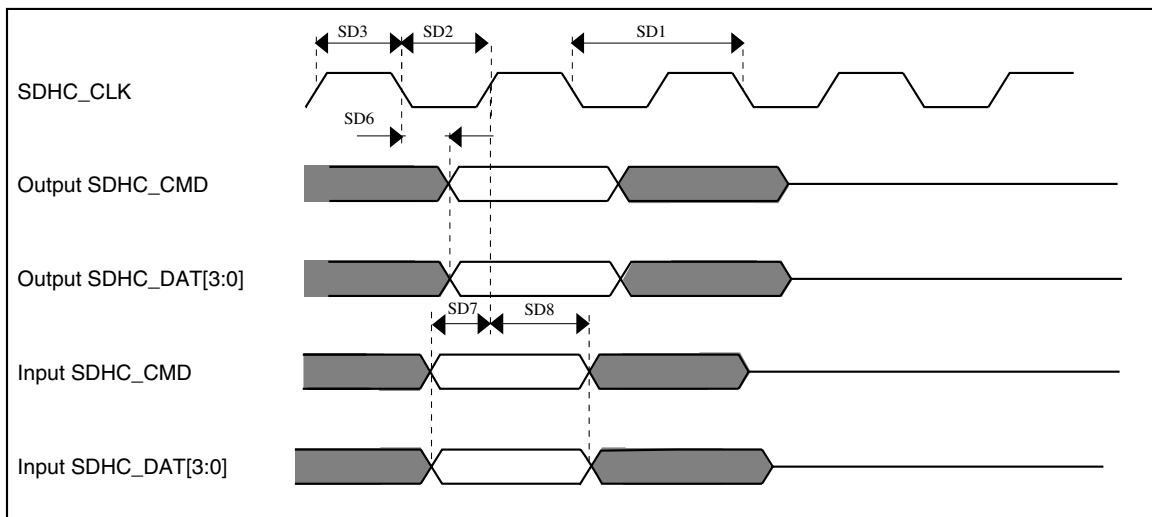 SD3 SD2 SD1
SDHC_CLK
SD6
Output SDHC_CMD
Output SDHC_DAT[3:0]
SD7 SD8
Input SDHC_CMD
Input SDHC_DAT[3:0]